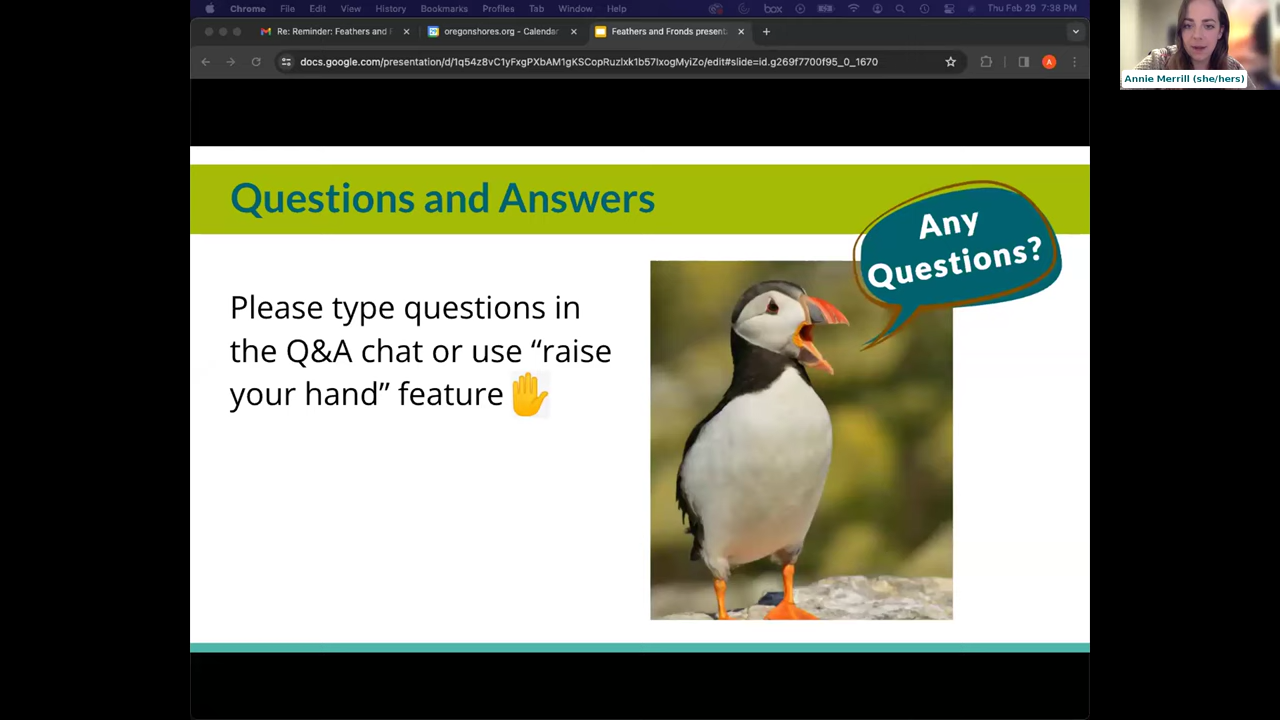 Chrome File Edit View History Bookmarks Profiles Tab Window Help box Thu Feb 29 7:38 PM
Re: Reminder: Feathers and oregonshores.org - Calendar Feathers and Fronds present
docs.google.com/presentation/d/1q54z8vC1yFxgPXbAM1gKSCopRuzlxk1b57lxogMyiZo/edit#slide=id.g269f7700f95_0_1670 A
Annie Merrill (she/hers)
Questions and Answers
Any
Questions?
Please type questions in
the Q&A chat or use “raise
your hand” feature